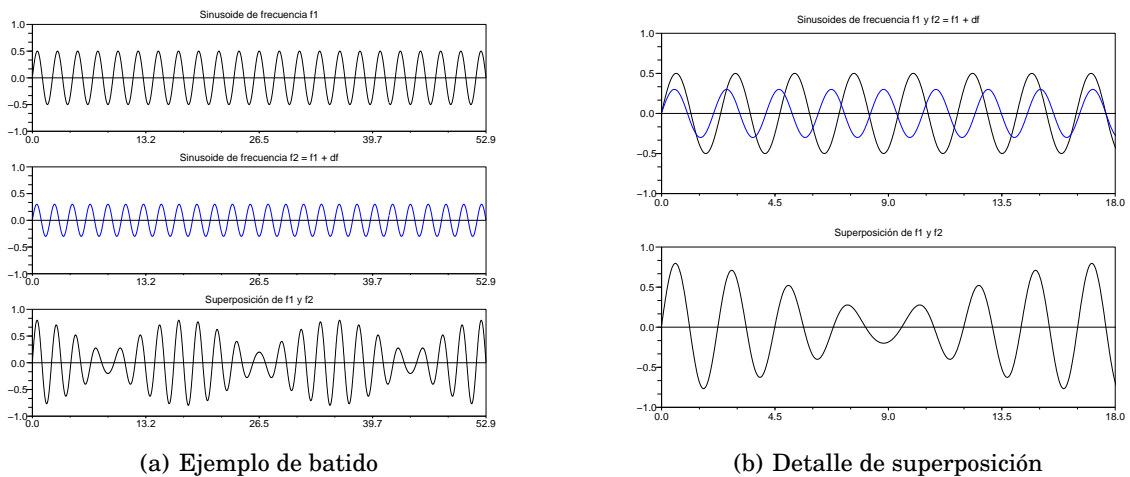 Sinusoide de frecuencia f1
1.0
0.5
0.0
−0.5
−1.0
0.0 13.2 26.5 39.7 52.9
Sinusoide de frecuencia f2 = f1 + df
1.0
0.5
0.0
−0.5
−1.0
0.0 13.2 26.5 39.7 52.9
Superposición de f1 y f2
1.0
0.5
0.0
−0.5
−1.0
0.0 13.2 26.5 39.7 52.9
(a) Ejemplo de batido
Sinusoides de frecuencia f1 y f2 = f1 + df
1.0
0.5
0.0
−0.5
−1.0
0.0 4.5 9.0 13.5 18.0
Superposición de f1 y f2
1.0
0.5
0.0
−0.5
−1.0
0.0 4.5 9.0 13.5 18.0
(b) Detalle de superposición